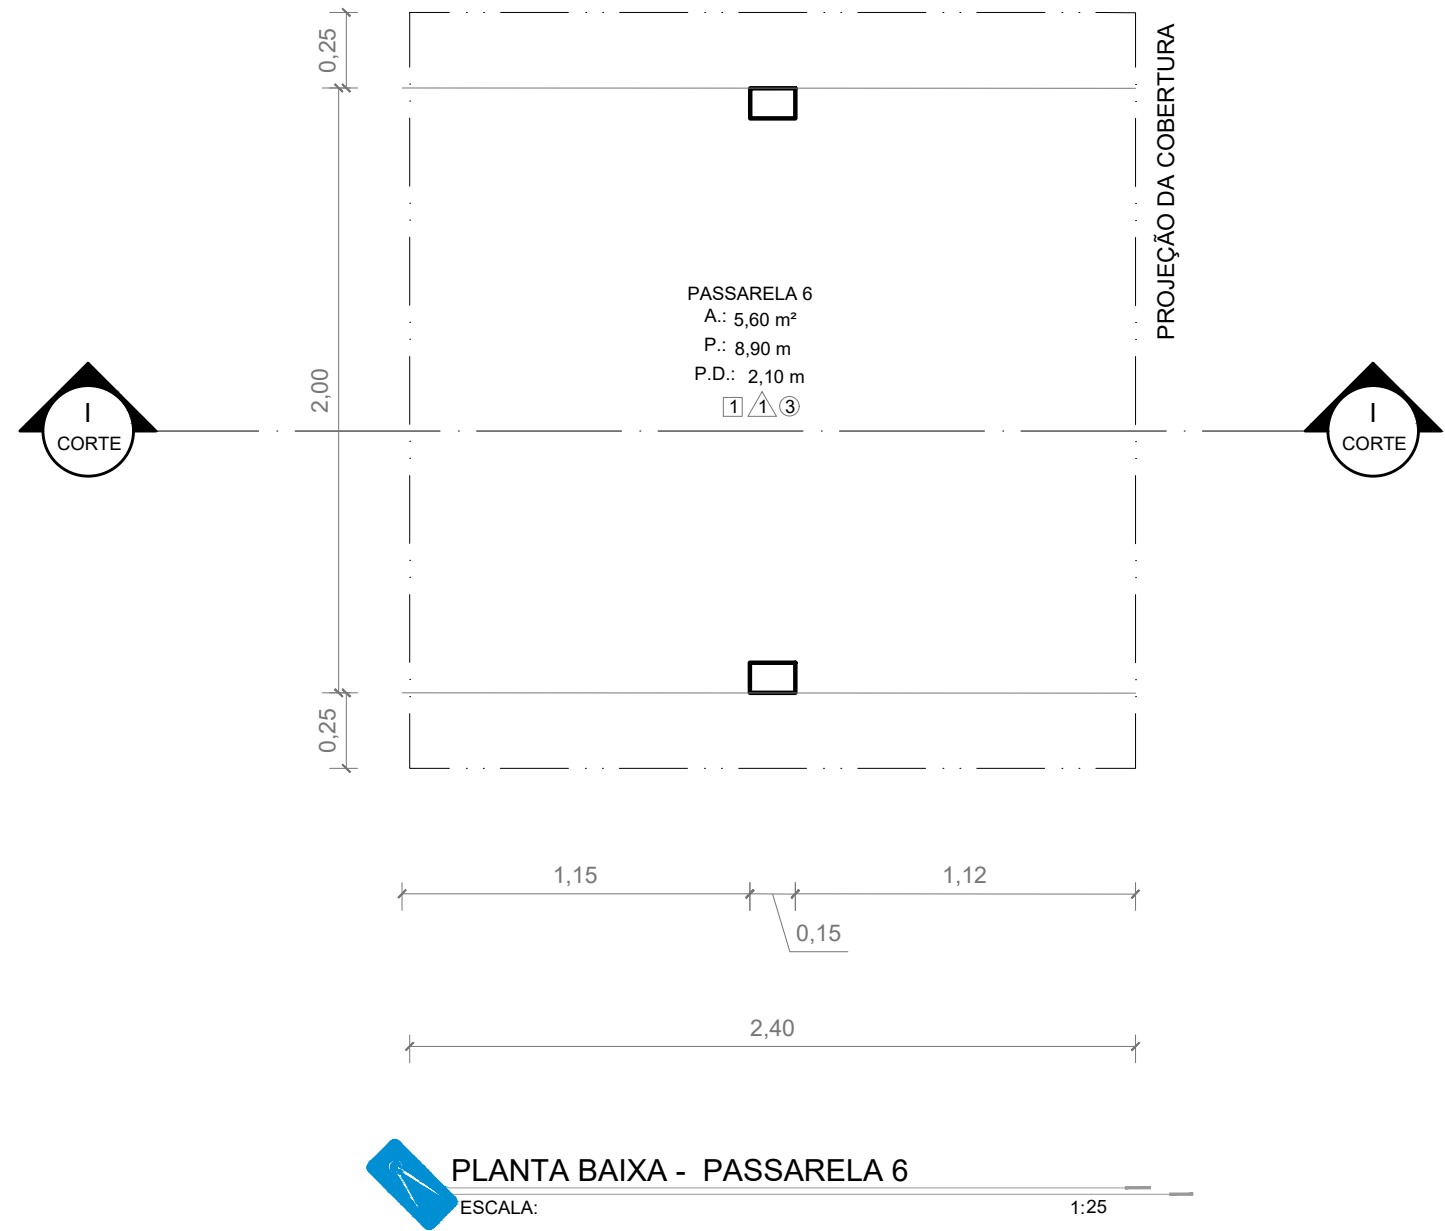 0,25
PROJEÇÃO DA COBERTURA
PASSARELA 6
A.: 5,60 m²
P.: 8,90 m
P.D.: 2,10 m
1 1 3
2,00
I
CORTE
I
CORTE
0,25
1,15
1,12
0,15
2,40
PLANTA BAIXA - PASSARELA 6
ESCALA: 1:25